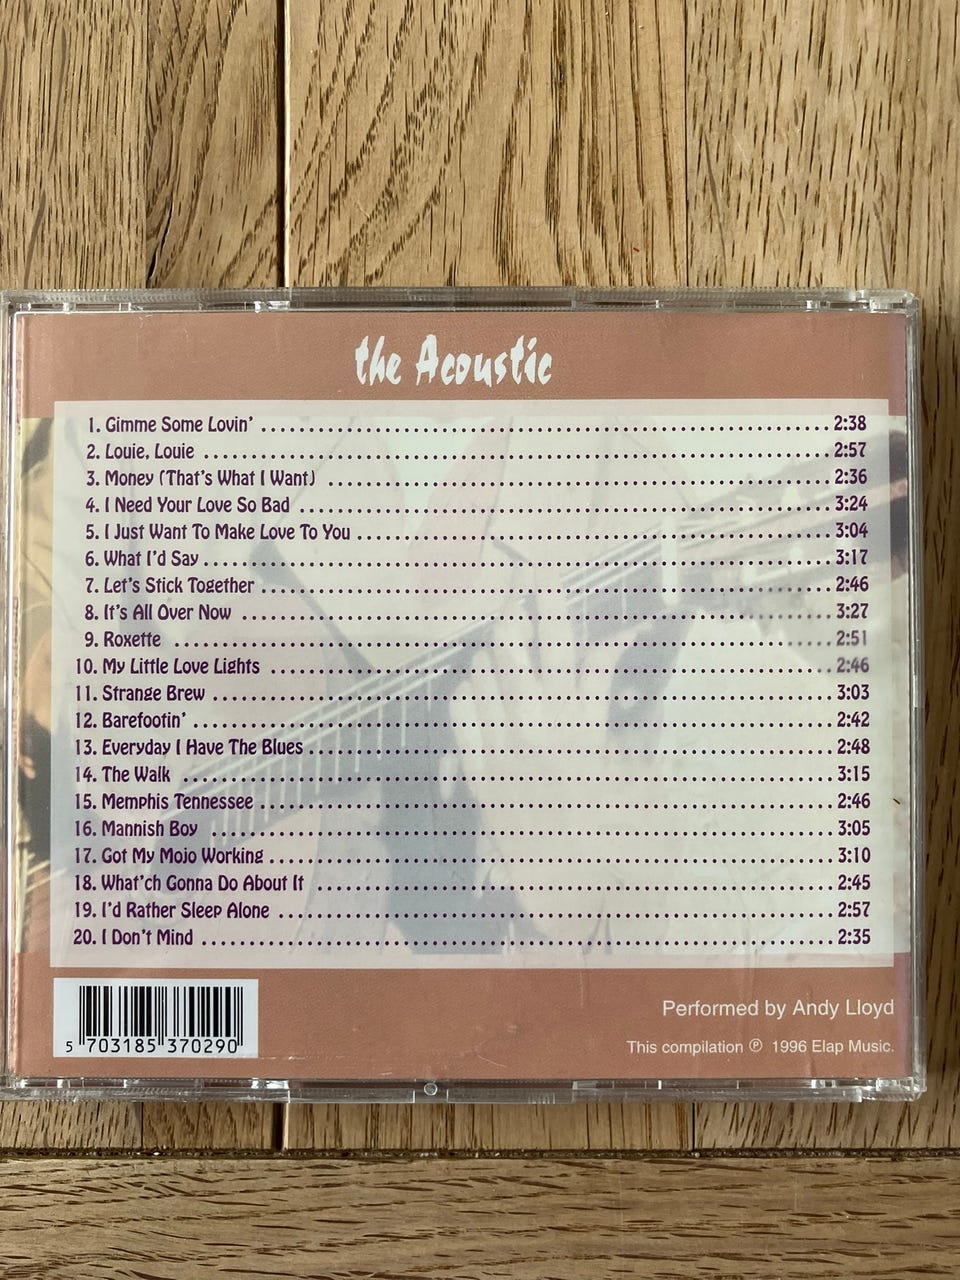 the Acoustic
1. Gimme Some Lovin' 2:38
2. Louie, Louie 2:57
3. Money (That's What I Want) 2:36
4. I Need Your Love So Bad 3:24
5. I Just Want To Make Love To You 3:04
6. What I'd Say 3:17
7. Let's Stick Together 2:46
8. It's All Over Now 3:27
9. Roxette 2:51
10. My Little Love Lights 2:46
11. Strange Brew 3:03
12. Barefootin' 2:42
13. Everyday I Have The Blues 2:48
14. The Walk 3:15
15. Memphis Tennessee 2:46
16. Mannish Boy 3:05
17. Got My Mojo Working 3:10
18. What'ch Gonna Do About It 2:45
19. I'd Rather Sleep Alone 2:57
20. I Don't Mind 2:35
5 703185 370290
Performed by Andy Lloyd
This compilation ℗ 1996 Elap Music.